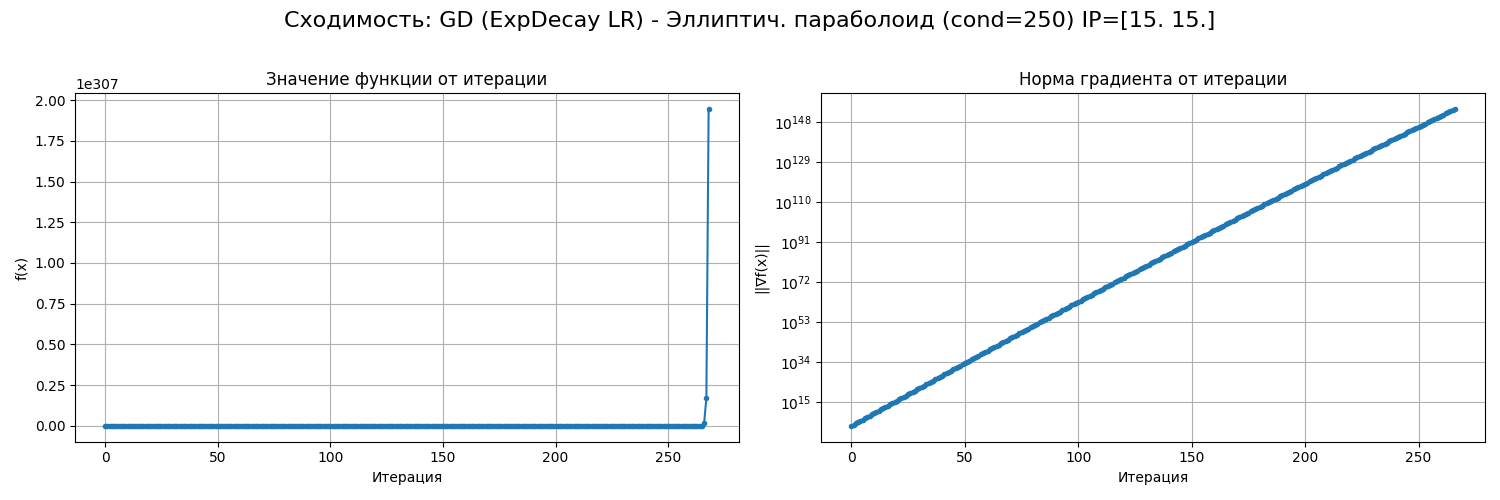 Сходимость: GD (ExpDecay LR) - Эллиптич. параболоид (cond=250) IP=[15. 15.]
Значение функции от итерации
1e307
2.00
1.75
1.50
1.25
1.00
0.75
0.50
0.25
0.00
f(x)
0 50 100 150 200 250
Итерация
Норма градиента от итерации
10^148
10^129
10^110
10^91
10^72
10^53
10^34
10^15
||∇f(x)||
0 50 100 150 200 250
Итерация